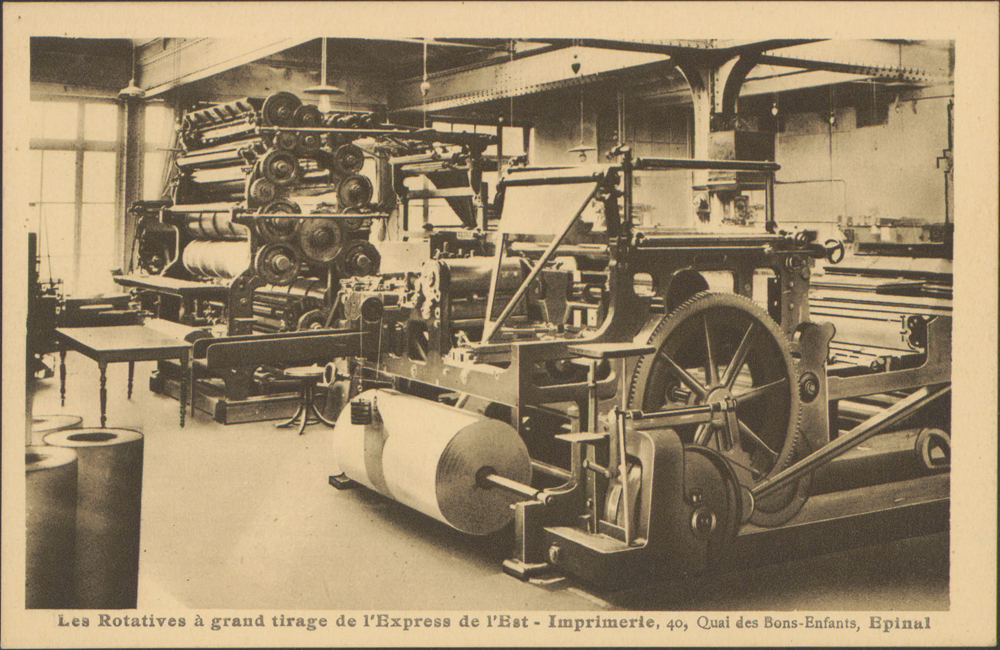 Les Rotatives à grand tirage de l'Express de l'Est - Imprimerie, 40, Quai des Bons-Enfants, Epinal